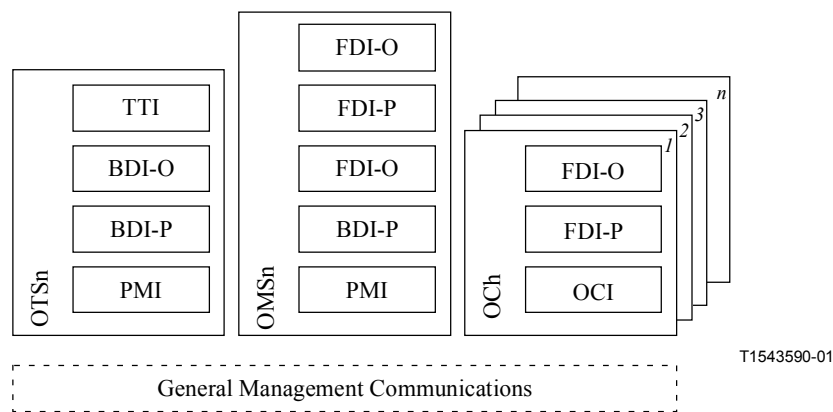 OTSn
TTI
BDI-O
BDI-P
PMI
OMSn
FDI-O
FDI-P
FDI-O
BDI-P
PMI
OCh
1
2
3
n
FDI-O
FDI-P
OCI
T1543590-01
General Management Communications